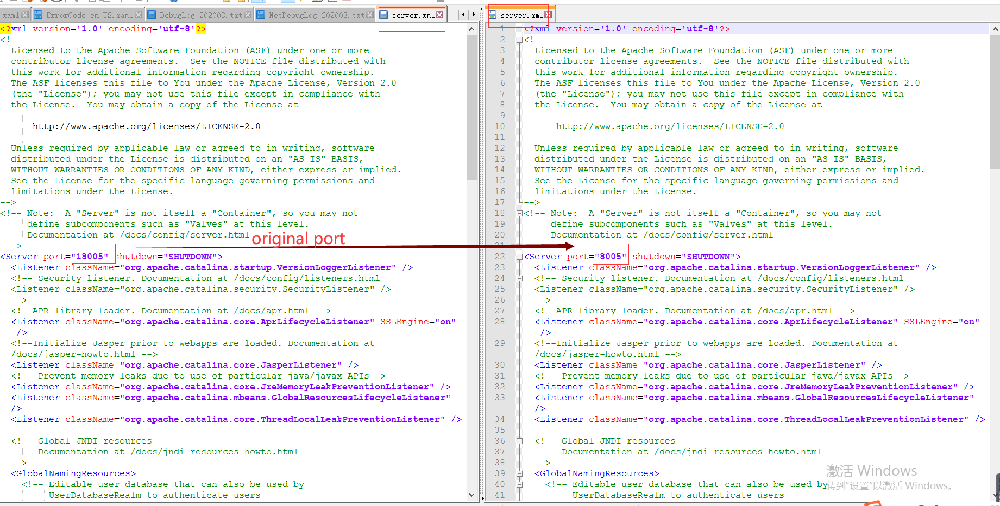 xaml ErrorCode-en-US.xaml DebugLog-202003.txt NetDebugLog-202003.txt server.xml
<?xml version='1.0' encoding='utf-8'?>
<!--
Licensed to the Apache Software Foundation (ASF) under one or more
contributor license agreements.  See the NOTICE file distributed with
this work for additional information regarding copyright ownership.
The ASF licenses this file to You under the Apache License, Version 2.0
(the "License"); you may not use this file except in compliance with
the License.  You may obtain a copy of the License at
http://www.apache.org/licenses/LICENSE-2.0
Unless required by applicable law or agreed to in writing, software
distributed under the License is distributed on an "AS IS" BASIS,
WITHOUT WARRANTIES OR CONDITIONS OF ANY KIND, either express or implied.
See the License for the specific language governing permissions and
limitations under the License.
-->
<!-- Note:  A "Server" is not itself a "Container", so you may not
define subcomponents such as "Valves" at this level.
Documentation at /docs/config/server.html
original port
-->
<Server port="18005" shutdown="SHUTDOWN">
<Listener className="org.apache.catalina.startup.VersionLoggerListener" />
<!-- Security listener. Documentation at /docs/config/listeners.html
<Listener className="org.apache.catalina.security.SecurityListener" />
-->
<!--APR library loader. Documentation at /docs/apr.html -->
<Listener className="org.apache.catalina.core.AprLifecycleListener" SSLEngine="on"
/>
<!--Initialize Jasper prior to webapps are loaded. Documentation at
/docs/jasper-howto.html -->
<Listener className="org.apache.catalina.core.JasperListener" />
<!-- Prevent memory leaks due to use of particular java/javax APIs-->
<Listener className="org.apache.catalina.core.JreMemoryLeakPreventionListener" />
<Listener className="org.apache.catalina.mbeans.GlobalResourcesLifecycleListener"
/>
<Listener className="org.apache.catalina.core.ThreadLocalLeakPreventionListener" />
<!-- Global JNDI resources
Documentation at /docs/jndi-resources-howto.html
-->
<GlobalNamingResources>
<!-- Editable user database that can also be used by
UserDatabaseRealm to authenticate users
server.xml
1 <?xml version='1.0' encoding='utf-8'?>
2 <!--
3 Licensed to the Apache Software Foundation (ASF) under one or more
4 contributor license agreements.  See the NOTICE file distributed with
5 this work for additional information regarding copyright ownership.
6 The ASF licenses this file to You under the Apache License, Version 2.0
7 (the "License"); you may not use this file except in compliance with
8 the License.  You may obtain a copy of the License at
9
10 http://www.apache.org/licenses/LICENSE-2.0
11
12 Unless required by applicable law or agreed to in writing, software
13 distributed under the License is distributed on an "AS IS" BASIS,
14 WITHOUT WARRANTIES OR CONDITIONS OF ANY KIND, either express or implied.
15 See the License for the specific language governing permissions and
16 limitations under the License.
17 -->
18 <!-- Note:  A "Server" is not itself a "Container", so you may not
19 define subcomponents such as "Valves" at this level.
20 Documentation at /docs/config/server.html
22 <Server port="8005" shutdown="SHUTDOWN">
23 <Listener className="org.apache.catalina.startup.VersionLoggerListener" />
24 <!-- Security listener. Documentation at /docs/config/listeners.html
25 <Listener className="org.apache.catalina.security.SecurityListener" />
26 -->
27 <!--APR library loader. Documentation at /docs/apr.html -->
28 <Listener className="org.apache.catalina.core.AprLifecycleListener" SSLEngine="on"
/>
29 <!--Initialize Jasper prior to webapps are loaded. Documentation at
/docs/jasper-howto.html -->
30 <Listener className="org.apache.catalina.core.JasperListener" />
31 <!-- Prevent memory leaks due to use of particular java/javax APIs-->
32 <Listener className="org.apache.catalina.core.JreMemoryLeakPreventionListener" />
33 <Listener className="org.apache.catalina.mbeans.GlobalResourcesLifecycleListener"
/>
34 <Listener className="org.apache.catalina.core.ThreadLocalLeakPreventionListener" />
35
36 <!-- Global JNDI resources
37 Documentation at /docs/jndi-resources-howto.html
38 -->
39 <GlobalNamingResources>
40 <!-- Editable user database that can also be used by
41 UserDatabaseRealm to authenticate users
激活 Windows
转到“设置”以激活 Windows。